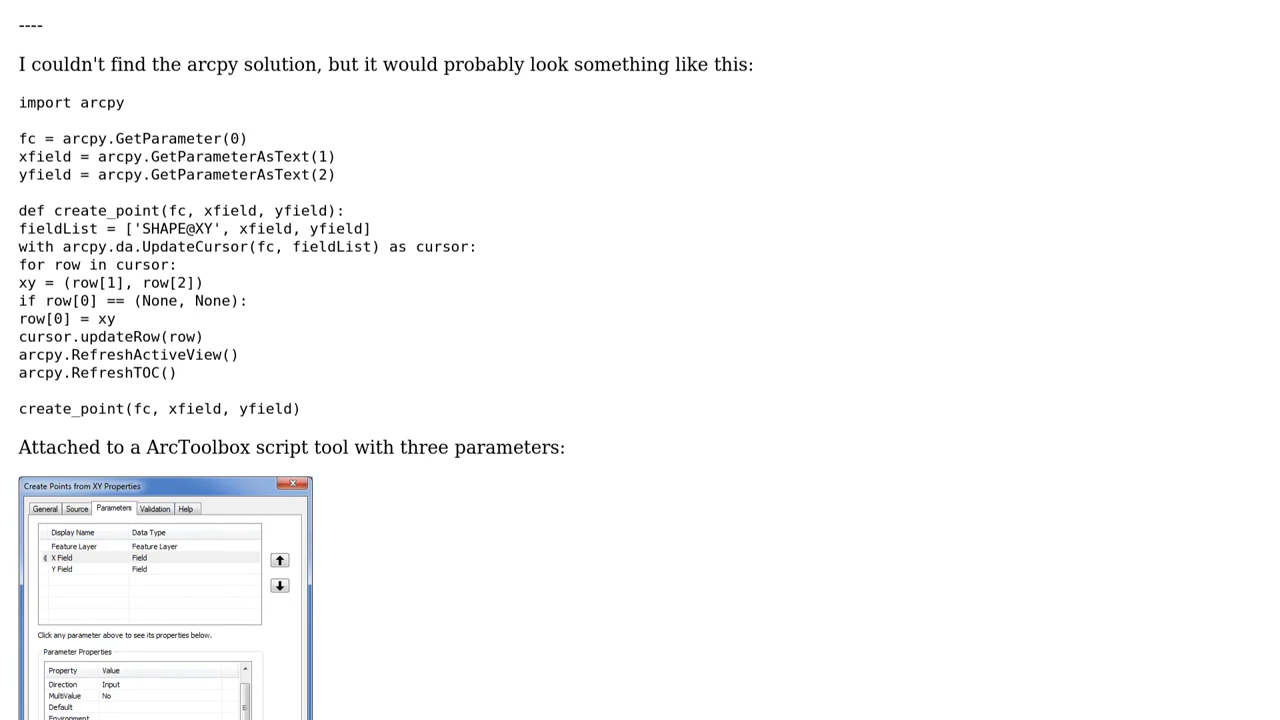 ----
I couldn't find the arcpy solution, but it would probably look something like this:
import arcpy
fc = arcpy.GetParameter(0)
xfield = arcpy.GetParameterAsText(1)
yfield = arcpy.GetParameterAsText(2)
def create_point(fc, xfield, yfield):
fieldList = ['SHAPE@XY', xfield, yfield]
with arcpy.da.UpdateCursor(fc, fieldList) as cursor:
for row in cursor:
xy = (row[1], row[2])
if row[0] == (None, None):
row[0] = xy
cursor.updateRow(row)
arcpy.RefreshActiveView()
arcpy.RefreshTOC()
create_point(fc, xfield, yfield)
Attached to a ArcToolbox script tool with three parameters:
Create Points from XY Properties
General Source Parameters Validation Help
Display Name Data Type
Feature Layer Feature Layer
X Field Field
Y Field Field
Click any parameter above to see its properties below.
Parameter Properties
Property Value
Direction Input
MultiValue No
Default
Environment